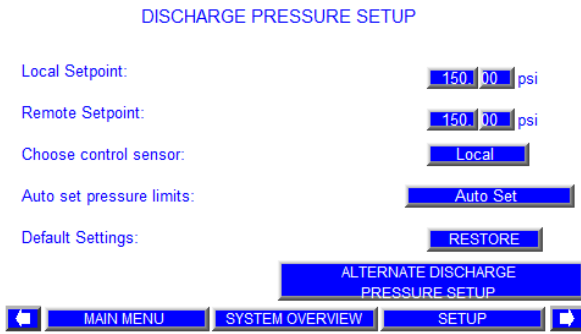 DISCHARGE PRESSURE SETUP
Local Setpoint: 150. 00 psi
Remote Setpoint: 150. 00 psi
Choose control sensor: Local
Auto set pressure limits: Auto Set
Default Settings: RESTORE
ALTERNATE DISCHARGE
PRESSURE SETUP
MAIN MENU SYSTEM OVERVIEW SETUP